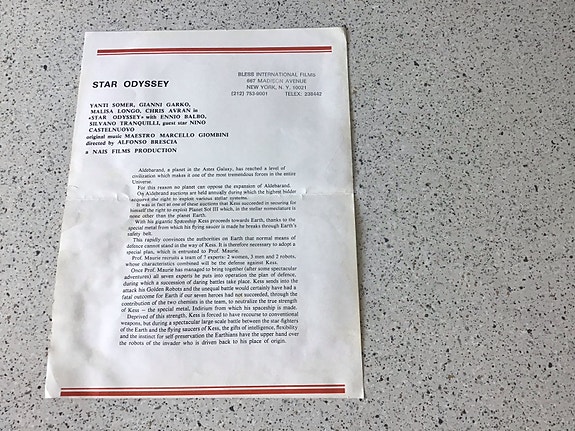 STAR ODYSSEY
BLESS INTERNATIONAL FILMS
667 MADISON AVENUE
NEW YORK, N. Y. 10021
(212) 753-9001 TELEX: 238442
YANTI SOMER, GIANNI GARKO,
MALISA LONGO, CHRIS AVRAN in
«STAR ODYSSEY» with ENNIO BALBO,
SILVANO TRANQUILLI, guest star NINO
CASTELNUOVO
original music MAESTRO MARCELLO GIOMBINI
directed by ALFONSO BRESCIA
a NAIS FILMS PRODUCTION
Aldebarand, a planet in the Antes Galaxy, has reached a level of
civilization which makes it one of the most tremendous forces in the entire
Universe.
For this reason no planet can oppose the expansion of Aldebarand.
On Aldebrand auctions are held annually during which the highest bidder
acquires the right to exploit various stellar systems.
It was in fact at one of these auctions that Kess succeeded in securing for
himself the right to exploit Planet Sol III which, in the stellar nomenclature is
none other than the planet Earth.
With his gigantic Spaceship Kess proceeds towards Earth, thanks to the
special metal from which his flying saucer is made he breaks through Earth's
safety belt.
This rapidly convinces the authorities on Earth that normal means of
defence cannot stand in the way of Kess. It is therefore necessary to adopt a
special plan, which is entrusted to Prof. Maurie.
Prof. Maurie recruits a team of 7 experts: 2 women, 3 men and 2 robots,
whose characteristics combined will be the defense against Kess.
Once Prof. Maurie has managed to bring together (after some spectacular
adventures) all seven experts he puts into operation the plan of defence,
during which a succession of daring battles take place. Kess sends into the
attack his Golden Robots and the unequal battle would certainly have had a
fatal outcome for Earth if our seven heroes had not succeeded, through the
contribution of the two chemists in the team, to neutralize the true strength
of Kess – the special metal, Indirium from which his spaceship is made.
Deprived of this strength, Kess is forced to have recourse to conventional
weapons, but during a spectacular large-scale battle between the star fighters
of the Earth and the flying saucers of Kess, the gifts of intelligence, flexibility
and the instinct for self preservation the Earthians have the upper hand over
the robots of the invader who is driven back to his place of origin.